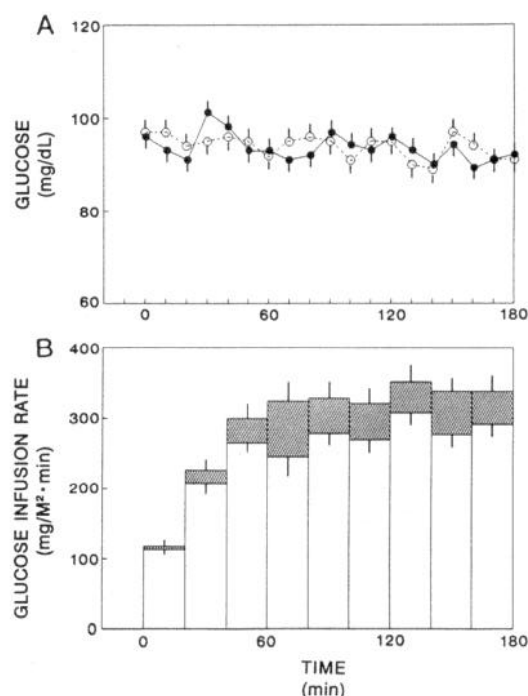 A
120
100
80
60
GLUCOSE
(mg/dL)
0
60
120
180
B
400
300
200
100
0
GLUCOSE INFUSION RATE
(mg/M²·min)
0
60
120
180
TIME
(min)